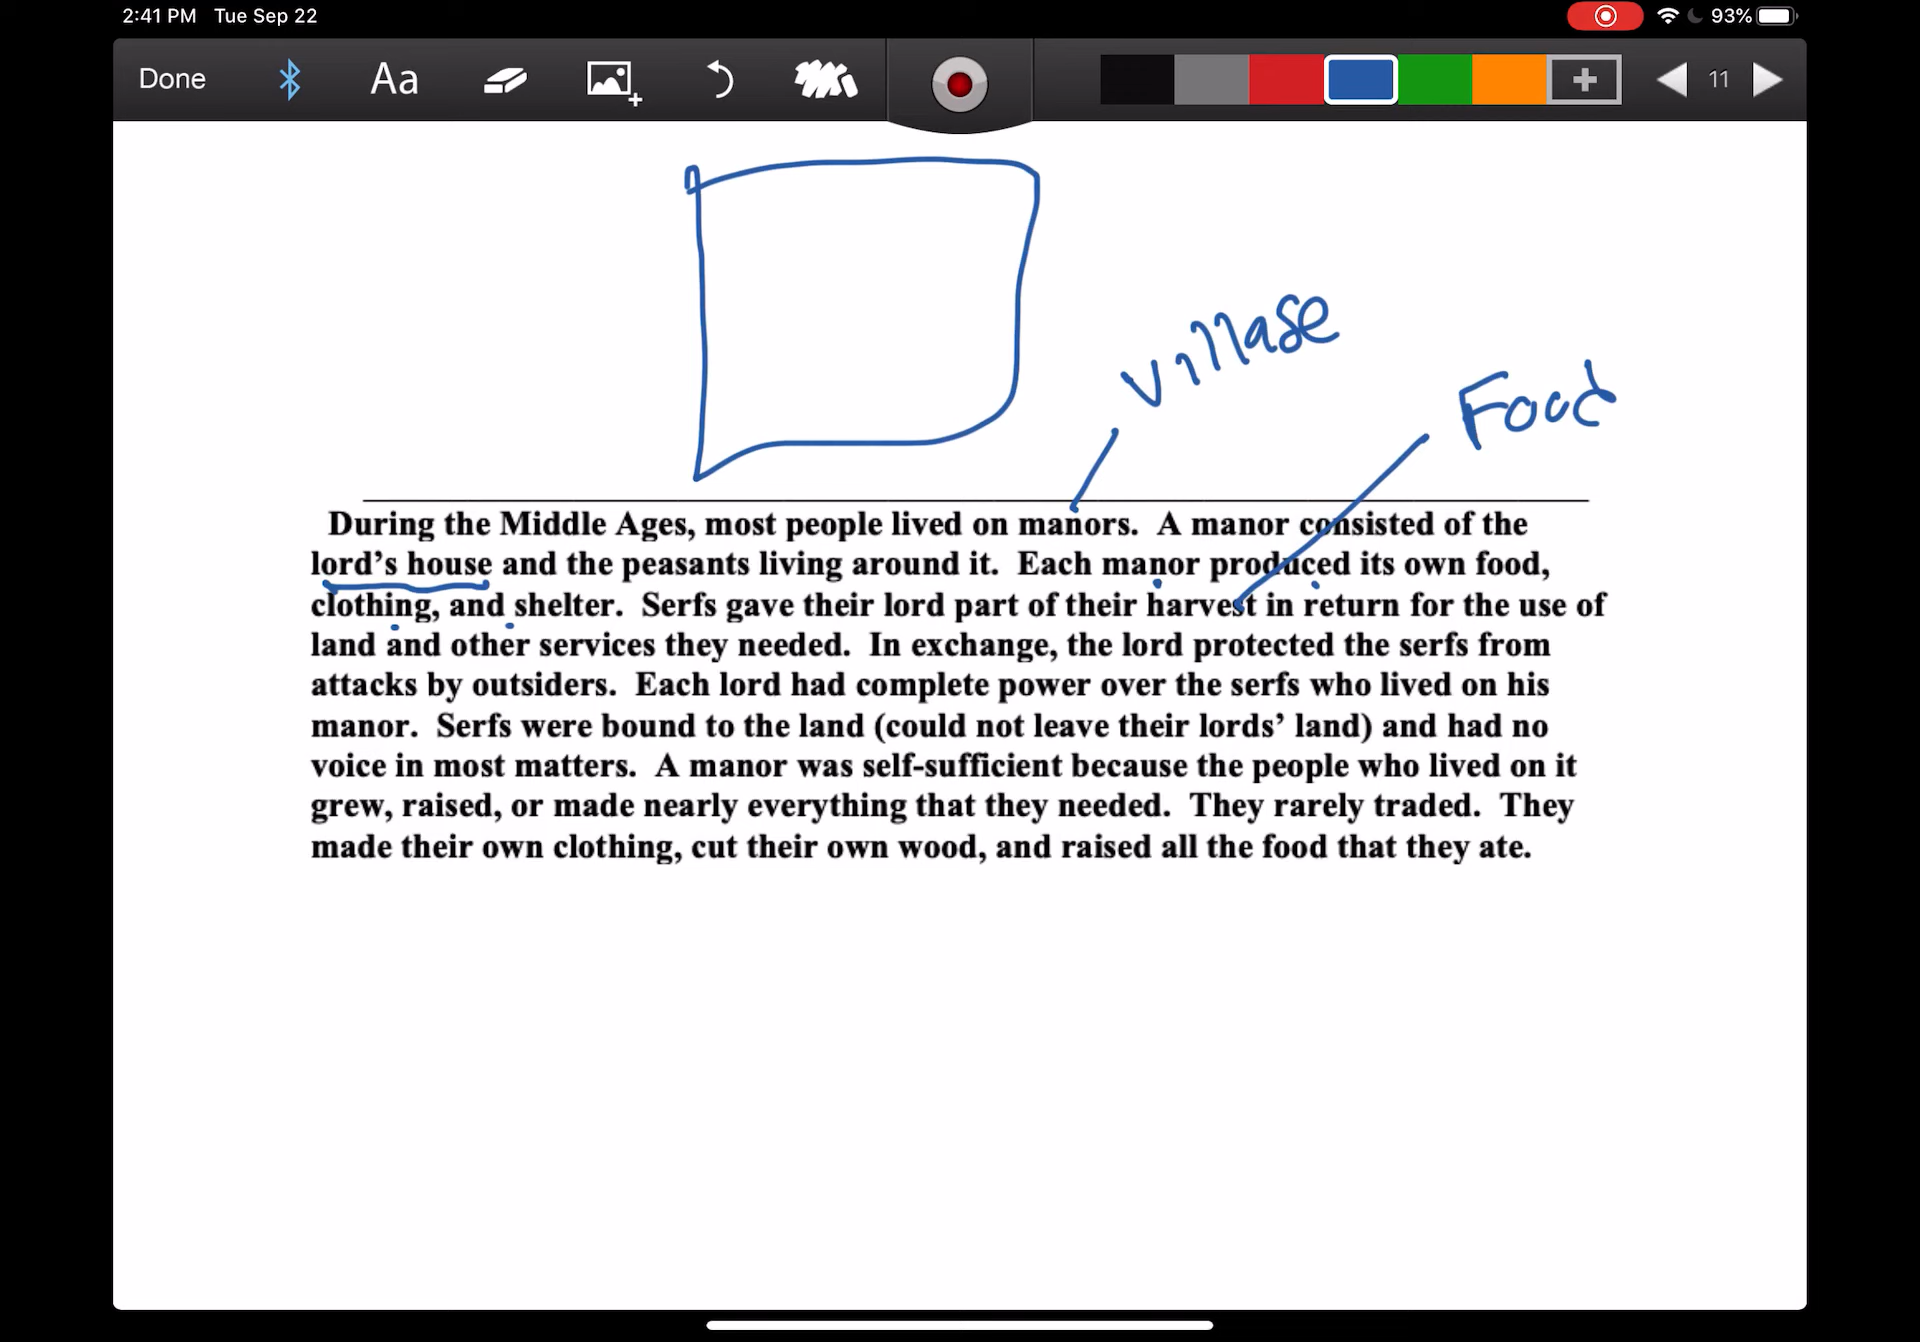 2:41 PM Tue Sep 22
93%
Done
Aa
11
Village
Food
During the Middle Ages, most people lived on manors. A manor consisted of the
lord’s house and the peasants living around it. Each manor produced its own food,
clothing, and shelter. Serfs gave their lord part of their harvest in return for the use of
land and other services they needed. In exchange, the lord protected the serfs from
attacks by outsiders. Each lord had complete power over the serfs who lived on his
manor. Serfs were bound to the land (could not leave their lords’ land) and had no
voice in most matters. A manor was self-sufficient because the people who lived on it
grew, raised, or made nearly everything that they needed. They rarely traded. They
made their own clothing, cut their own wood, and raised all the food that they ate.